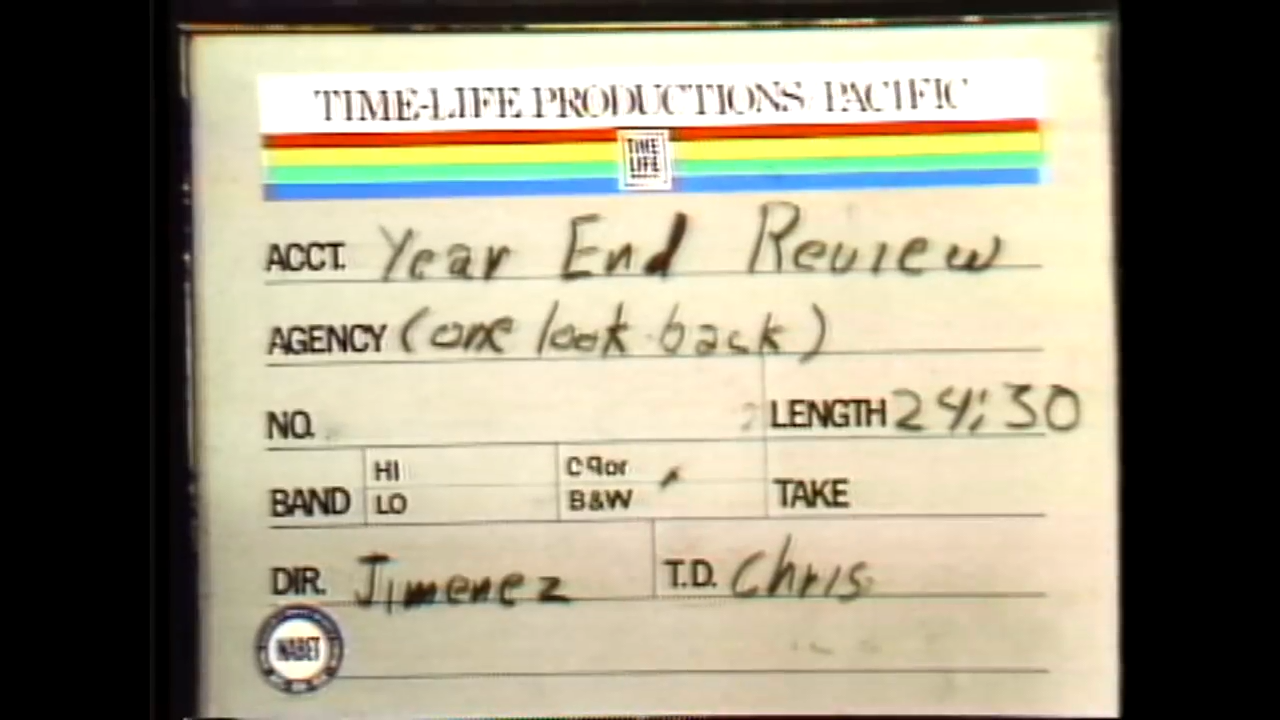 TIME-LIFE PRODUCTIONS PACIFIC
TIME
LIFE
ACCT. Year End Review
AGENCY (one look back)
NO. LENGTH 24:30
BAND HI Color
LO B&W TAKE
DIR. Jimenez T.D. Chris
NABET